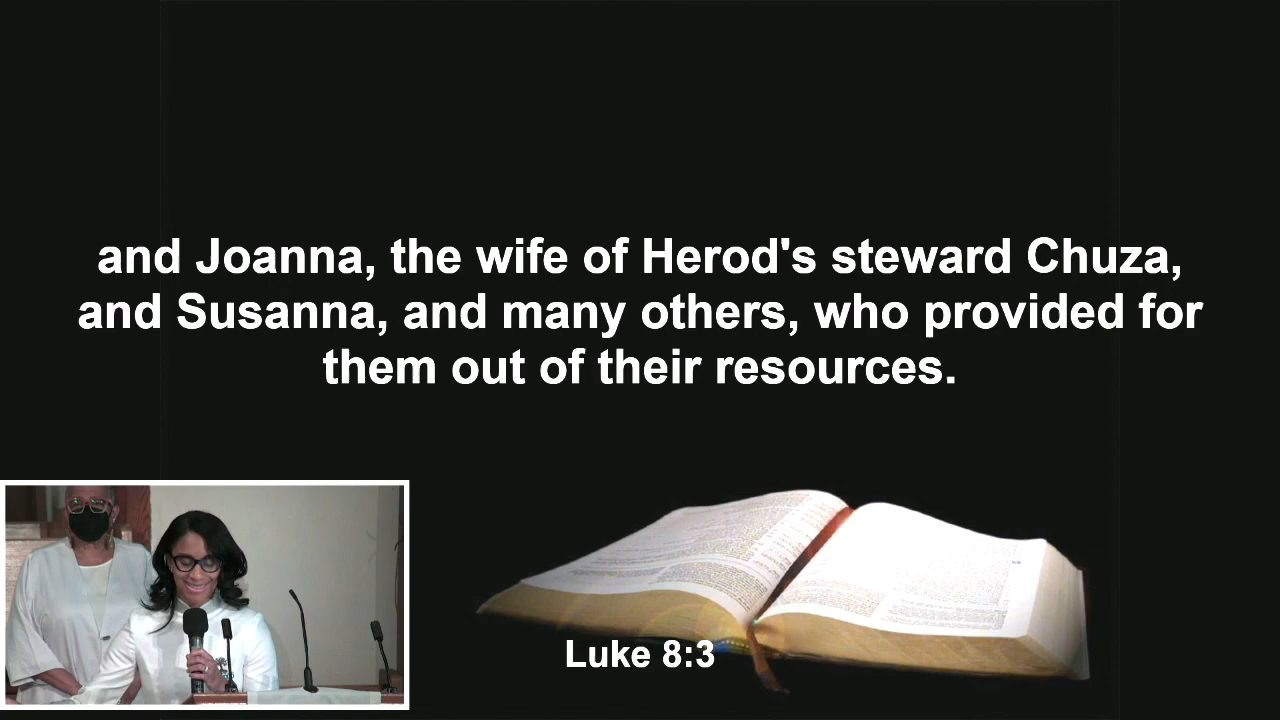 and Joanna, the wife of Herod's steward Chuza,
and Susanna, and many others, who provided for
them out of their resources.
Luke 8:3